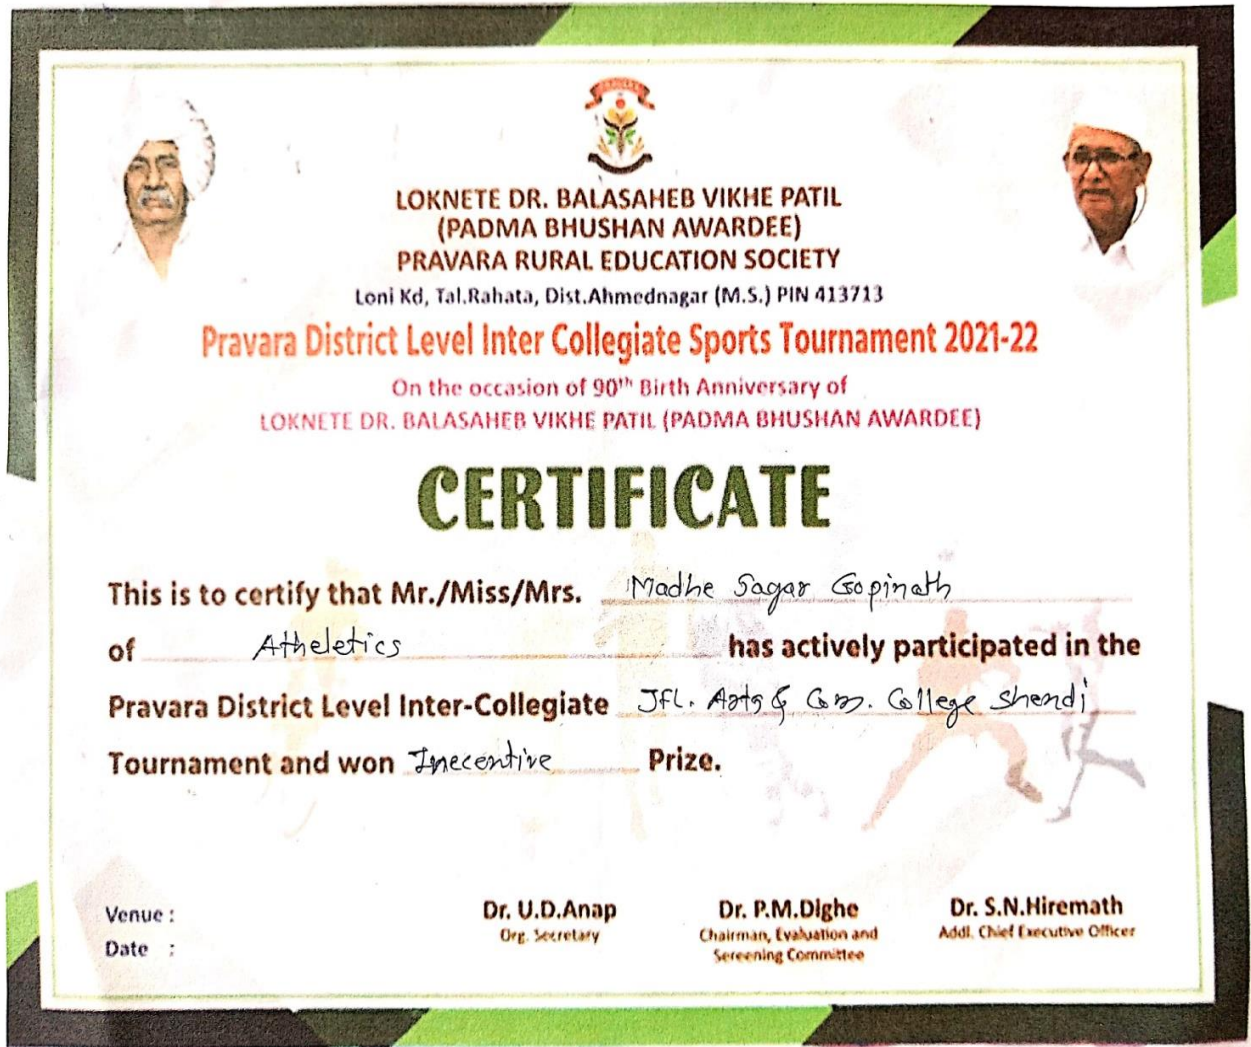 LOKNETE DR. BALASAHEB VIKHE PATIL
(PADMA BHUSHAN AWARDEE)
PRAVARA RURAL EDUCATION SOCIETY
Loni Kd, Tal.Rahata, Dist.Ahmednagar (M.S.) PIN 413713
Pravara District Level Inter Collegiate Sports Tournament 2021-22
On the occasion of 90th Birth Anniversary of
LOKNETE DR. BALASAHEB VIKHE PATIL (PADMA BHUSHAN AWARDEE)
CERTIFICATE
This is to certify that Mr./Miss/Mrs. Madhe Sagar Gopinath
of Atheletics has actively participated in the
Pravara District Level Inter-Collegiate Jfl. Arts & Com. College Shendi
Tournament and won Inecentive Prize.
Venue :
Date :
Dr. U.D.Anap
Org. Secretary
Dr. P.M.Dighe
Chairman, Evaluation and
Sereening Committee
Dr. S.N.Hiremath
Addl. Chief Executive Officer